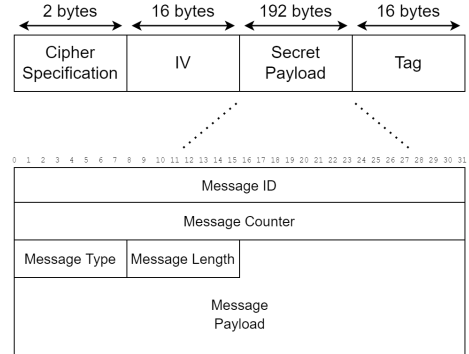 2 bytes 16 bytes 192 bytes 16 bytes
Cipher
Specification
IV
Secret
Payload
Tag
0 1 2 3 4 5 6 7 8 9 10 11 12 13 14 15 16 17 18 19 20 21 22 23 24 25 26 27 28 29 30 31
Message ID
Message Counter
Message Type Message Length
Message
Payload